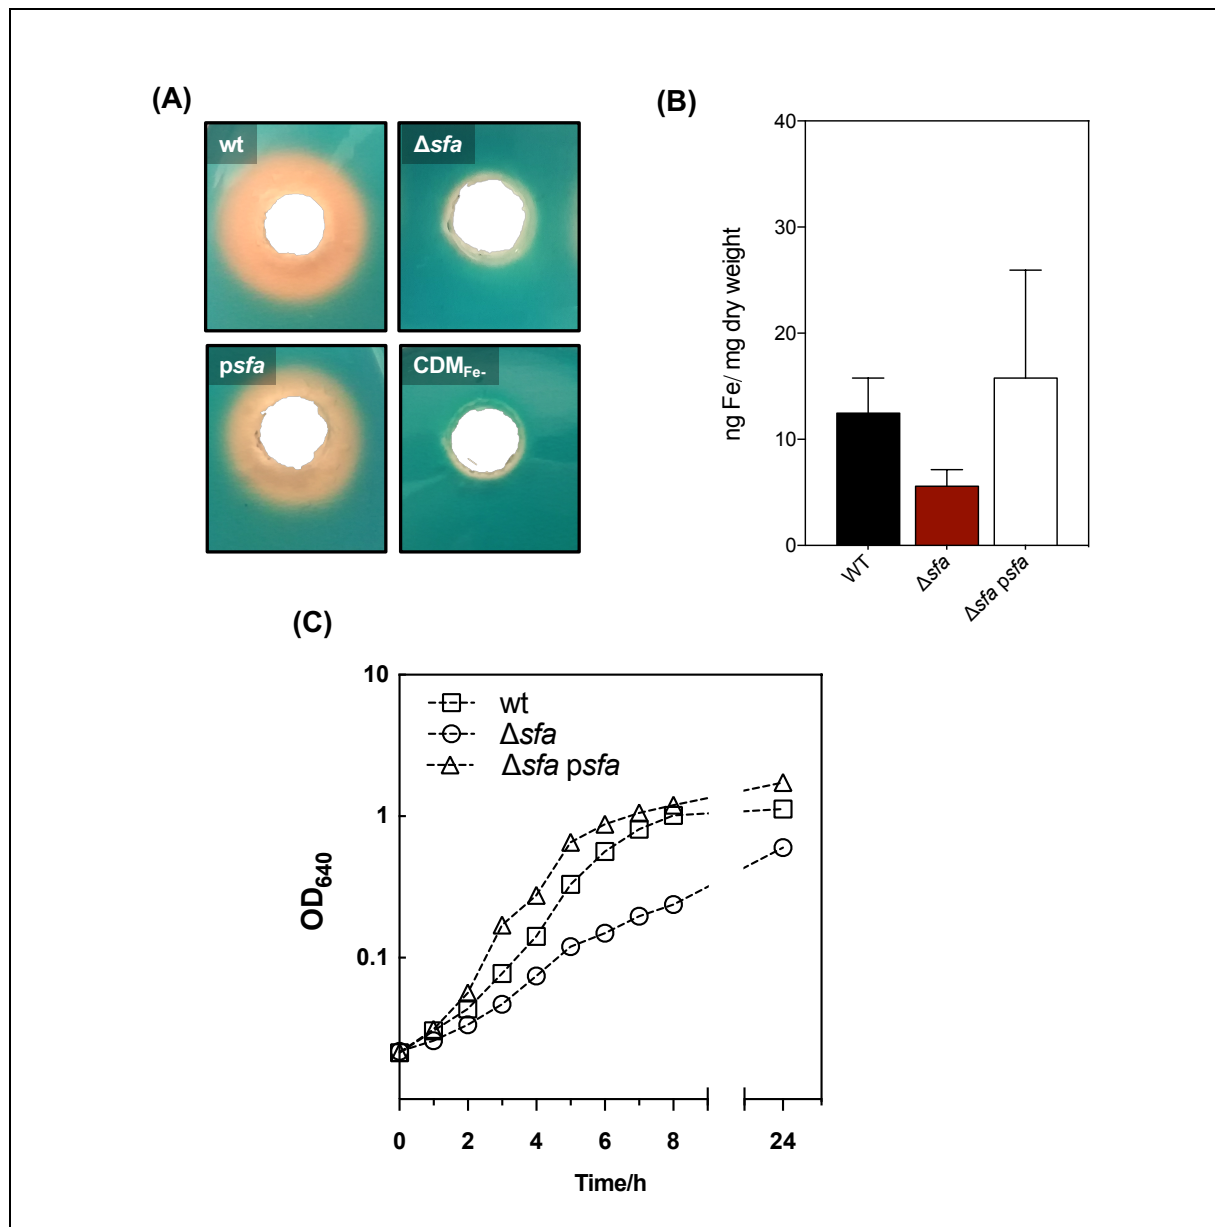 (A)
wt
Δsfa
psfa
CDMFe-
(B)
40
30
20
10
0
ng Fe/ mg dry weight
WT
Δsfa
Δsfa psfa
(C)
10
1
0.1
OD640
wt
Δsfa
Δsfa psfa
0 2 4 6 8 24
Time/h